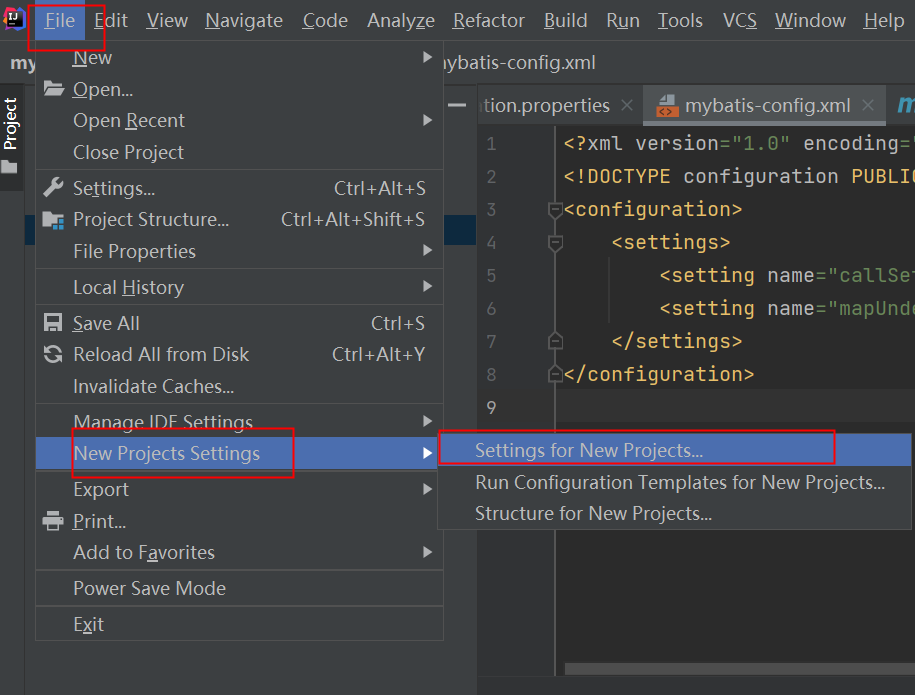 File Edit View Navigate Code Analyze Refactor Build Run Tools VCS Window Help
my
ybatis-config.xml
Project
New
Open...
Open Recent
Close Project
Settings... Ctrl+Alt+S
Project Structure... Ctrl+Alt+Shift+S
File Properties
Local History
Save All Ctrl+S
Reload All from Disk Ctrl+Alt+Y
Invalidate Caches...
Manage IDE Settings
New Projects Settings
Export
Print...
Add to Favorites
Power Save Mode
Exit
Settings for New Projects...
Run Configuration Templates for New Projects...
Structure for New Projects...
tion.properties mybatis-config.xml m
1 <?xml version="1.0" encoding="
2 <!DOCTYPE configuration PUBLIC
3 <configuration>
4 <settings>
5 <setting name="callSet
6 <setting name="mapUnde
7 </settings>
8 </configuration>
9